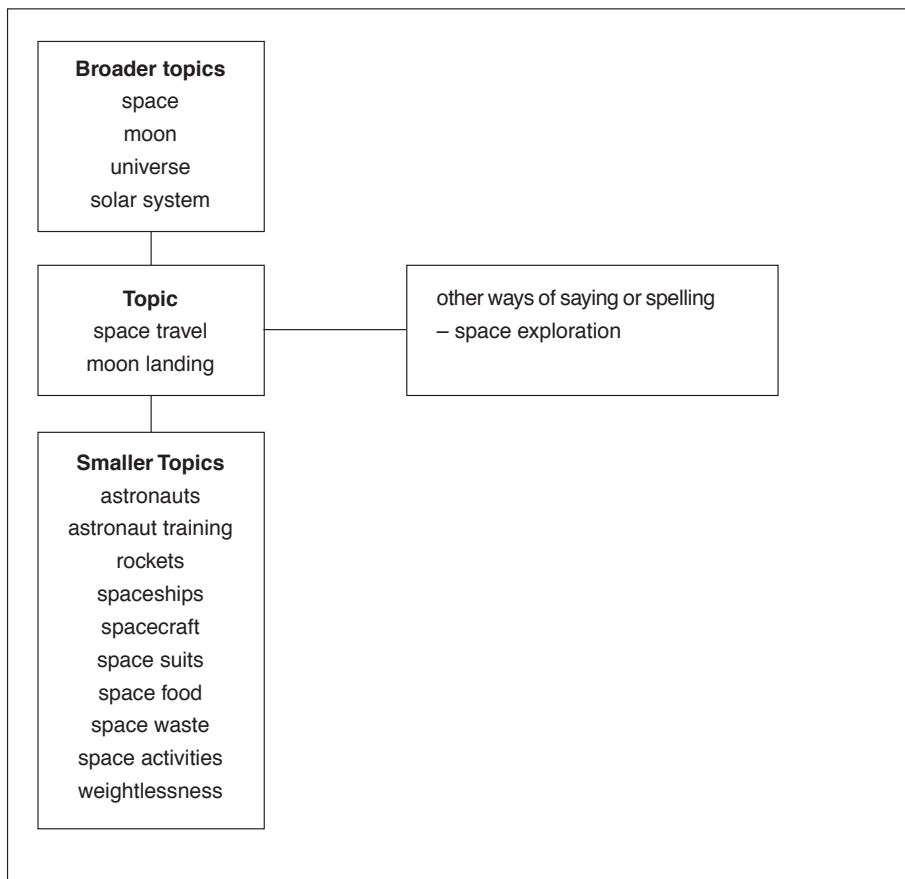 Broader topics
space
moon
universe
solar system
Topic
space travel
moon landing
other ways of saying or spelling
– space exploration
Smaller Topics
astronauts
astronaut training
rockets
spaceships
spacecraft
space suits
space food
space waste
space activities
weightlessness